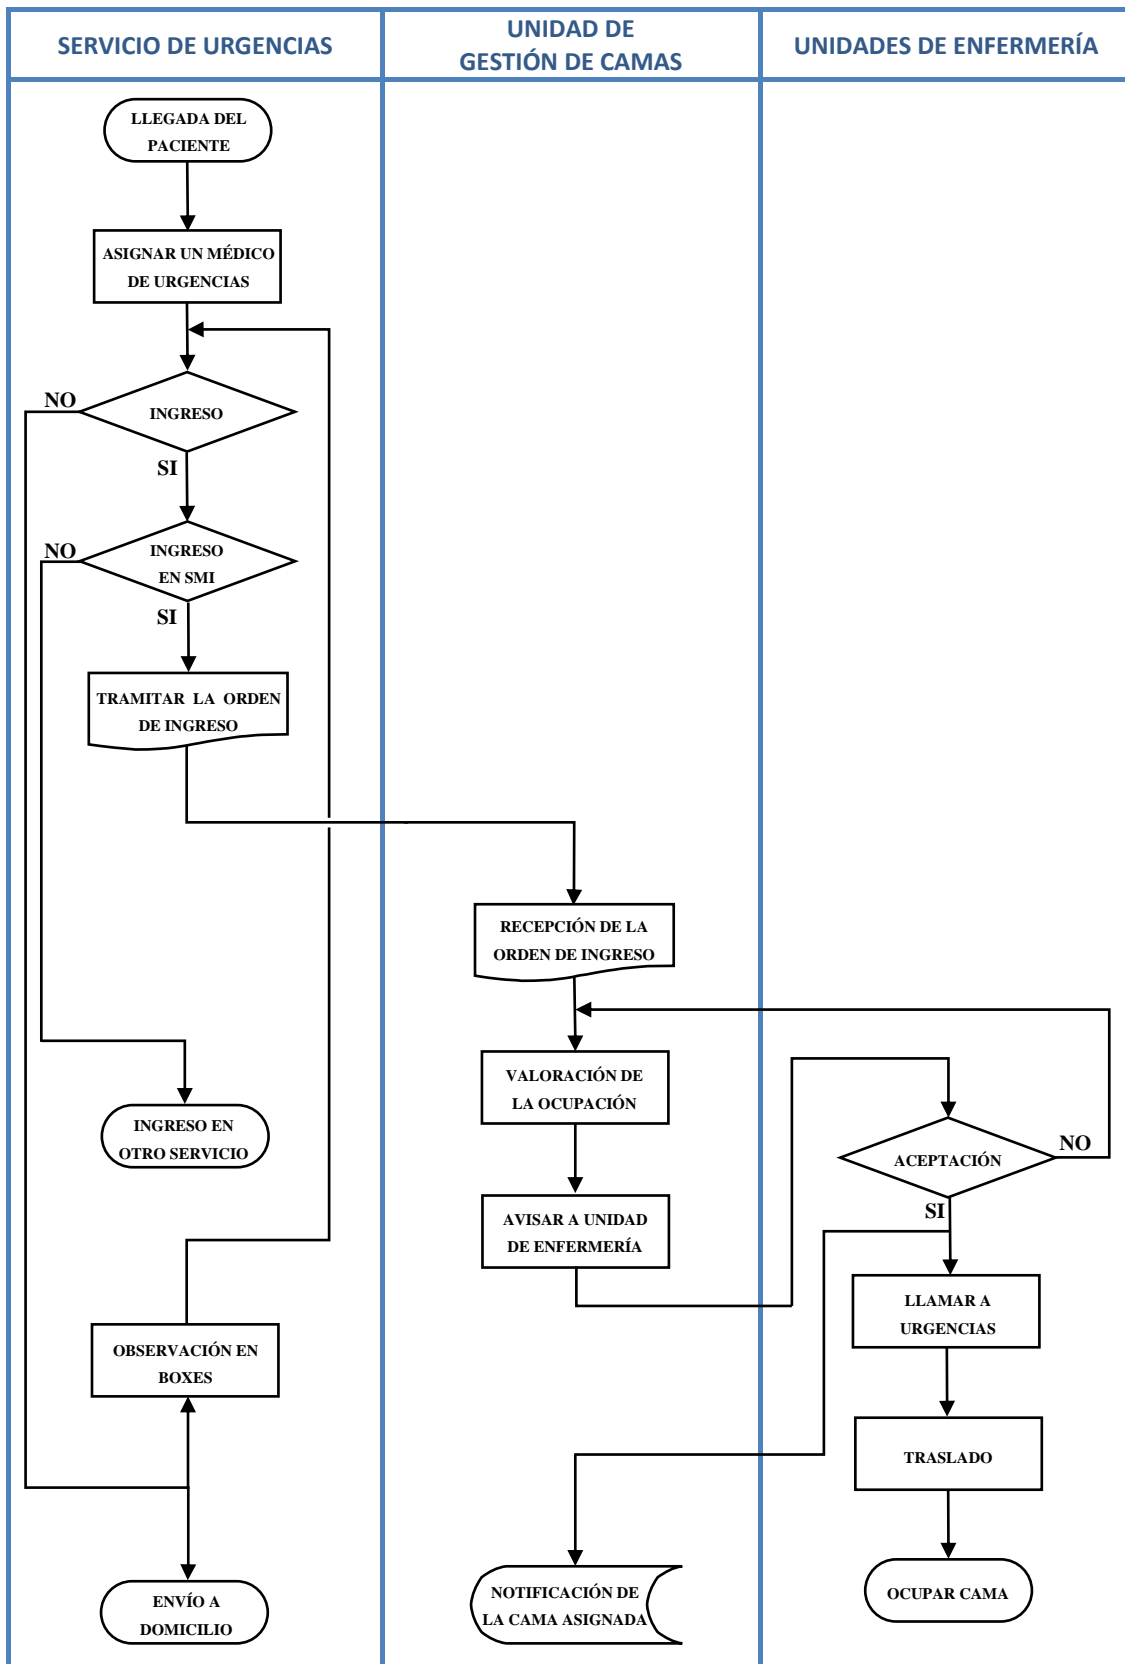 SERVICIO DE URGENCIAS
UNIDAD DE
GESTIÓN DE CAMAS
UNIDADES DE ENFERMERÍA
LLEGADA DEL
PACIENTE
ASIGNAR UN MÉDICO
DE URGENCIAS
NO
INGRESO
SI
NO
INGRESO
EN SMI
SI
TRAMITAR LA ORDEN
DE INGRESO
RECEPCIÓN DE LA
ORDEN DE INGRESO
VALORACIÓN DE
LA OCUPACIÓN
INGRESO EN
OTRO SERVICIO
ACEPTACIÓN
NO
SI
AVISAR A UNIDAD
DE ENFERMERÍA
LLAMAR A
URGENCIAS
OBSERVACIÓN EN
BOXES
TRASLADO
ENVÍO A
DOMICILIO
NOTIFICACIÓN DE
LA CAMA ASIGNADA
OCUPAR CAMA